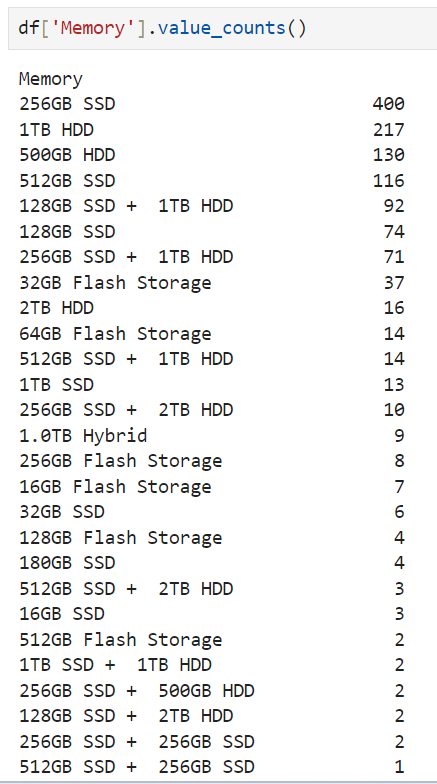 df['Memory'].value_counts()
Memory
256GB SSD 400
1TB HDD 217
500GB HDD 130
512GB SSD 116
128GB SSD +  1TB HDD 92
128GB SSD 74
256GB SSD +  1TB HDD 71
32GB Flash Storage 37
2TB HDD 16
64GB Flash Storage 14
512GB SSD +  1TB HDD 14
1TB SSD 13
256GB SSD +  2TB HDD 10
1.0TB Hybrid 9
256GB Flash Storage 8
16GB Flash Storage 7
32GB SSD 6
128GB Flash Storage 4
180GB SSD 4
512GB SSD +  2TB HDD 3
16GB SSD 3
512GB Flash Storage 2
1TB SSD +  1TB HDD 2
256GB SSD +  500GB HDD 2
128GB SSD +  2TB HDD 2
256GB SSD +  256GB SSD 2
512GB SSD +  256GB SSD 1